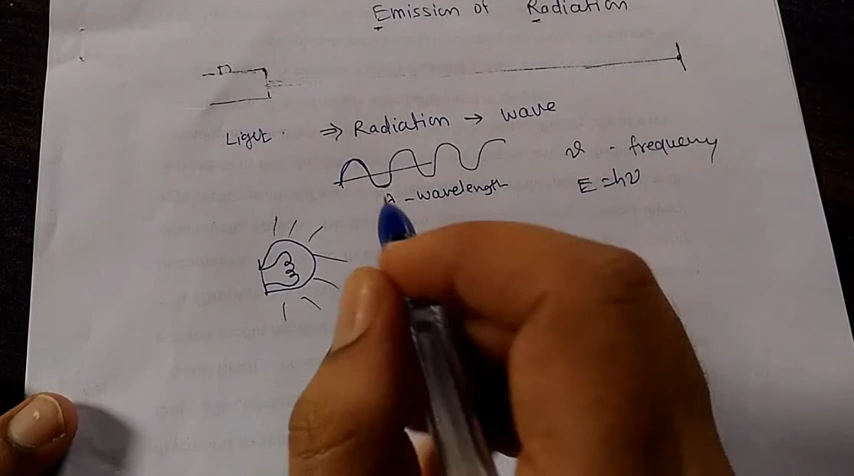 Emission of Radiation
Light. ⇒ Radiation → wave
ν - frequency
λ - wavelength
E = hν